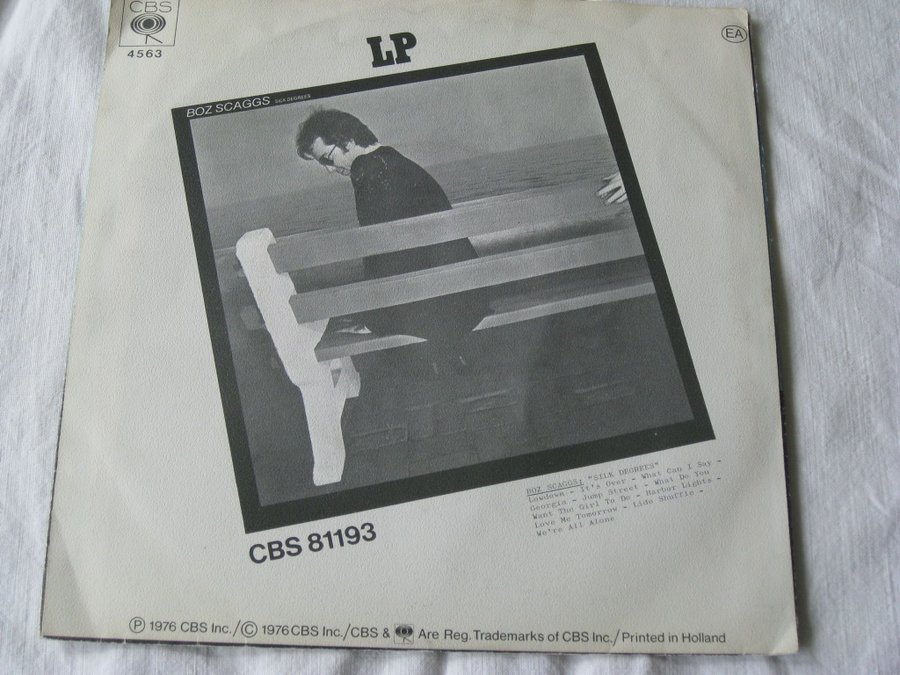 CBS
4563
EA
LP
BOZ SCAGGS SILK DEGREES
BOZ SCAGGS: "SILK DEGREES"
Lowdown - It's Over - What Can I Say -
Georgia - Jump Street - What Do You
Want The Girl To Do - Harbor Lights -
Love Me Tomorrow - Lido Shuffle -
We're All Alone
CBS 81193
Ⓟ 1976 CBS Inc./© 1976 CBS Inc./CBS & Are Reg. Trademarks of CBS Inc./Printed in Holland